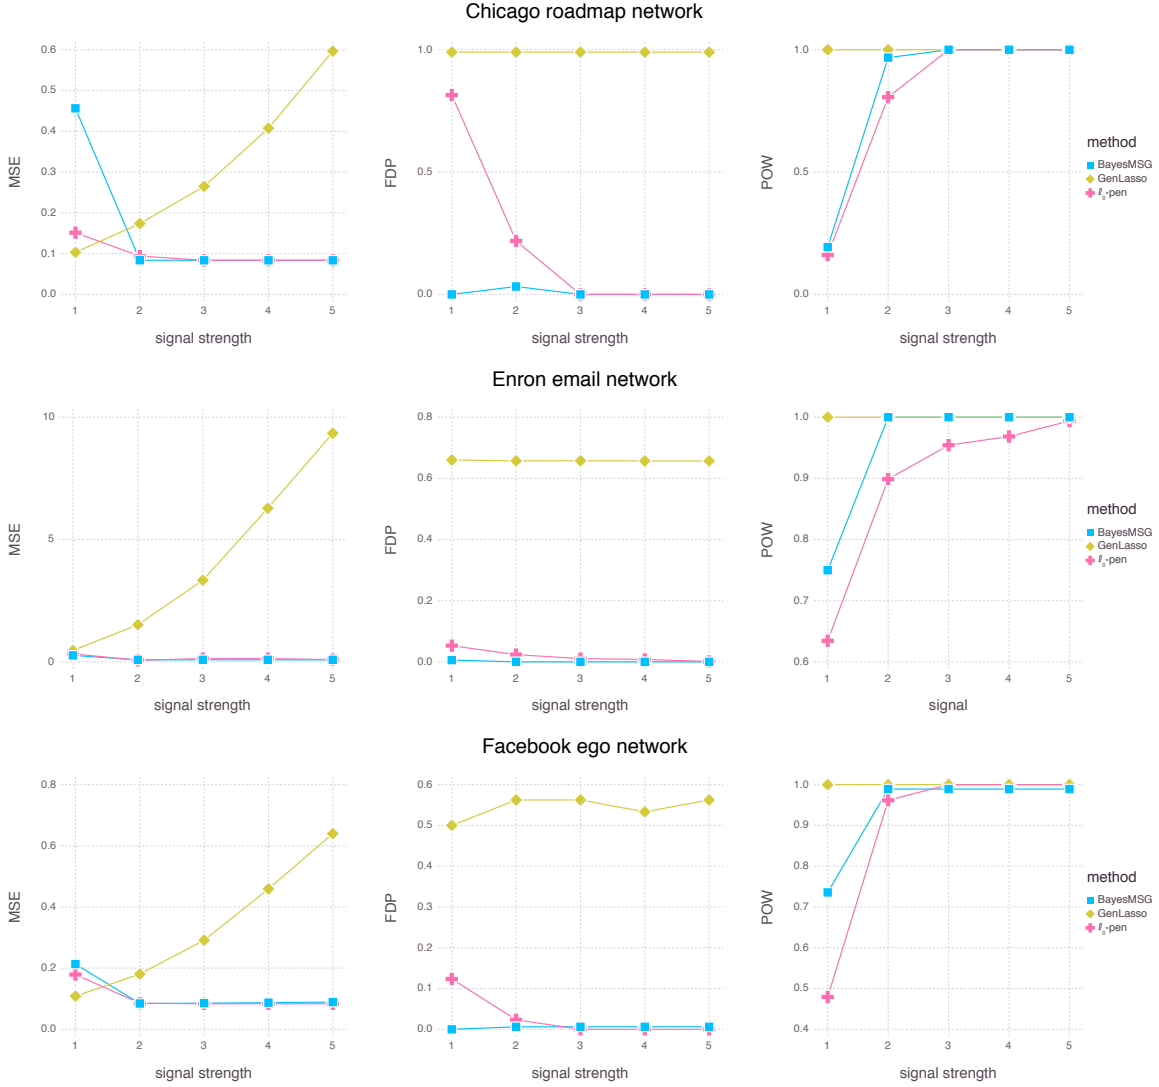 Chicago roadmap network
MSE
0.6
0.5
0.4
0.3
0.2
0.1
0.0
1 2 3 4 5
signal strength
FDP
1.0
0.5
0.0
1 2 3 4 5
signal strength
POW
1.0
0.5
0.0
1 2 3 4 5
signal strength
method
BayesMSG
GenLasso
ℓ₀-pen
Enron email network
MSE
10
5
0
1 2 3 4 5
signal strength
FDP
0.8
0.6
0.4
0.2
0.0
1 2 3 4 5
signal strength
POW
1.0
0.9
0.8
0.7
0.6
1 2 3 4 5
signal
method
BayesMSG
GenLasso
ℓ₀-pen
Facebook ego network
MSE
0.8
0.6
0.4
0.2
0.0
1 2 3 4 5
signal strength
FDP
0.6
0.5
0.4
0.3
0.2
0.1
0.0
1 2 3 4 5
signal strength
POW
1.0
0.9
0.8
0.7
0.6
0.5
0.4
1 2 3 4 5
signal strength
method
BayesMSG
GenLasso
ℓ₀-pen